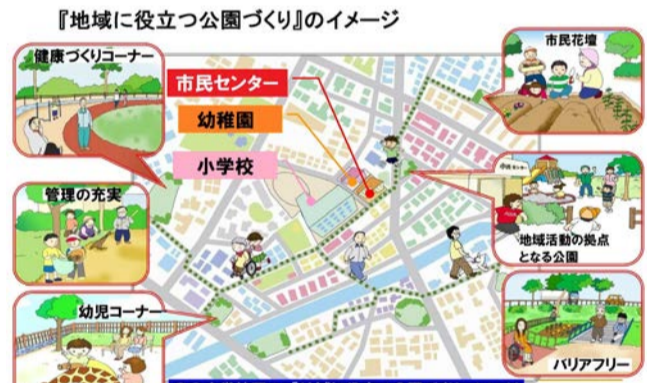 『地域に役立つ公園づくり』のイメージ
健康づくりコーナー
市民センター
市民花壇
幼稚園
小学校
管理の充実
地域活動の拠点
となる公園
幼児コーナー
バリアフリー